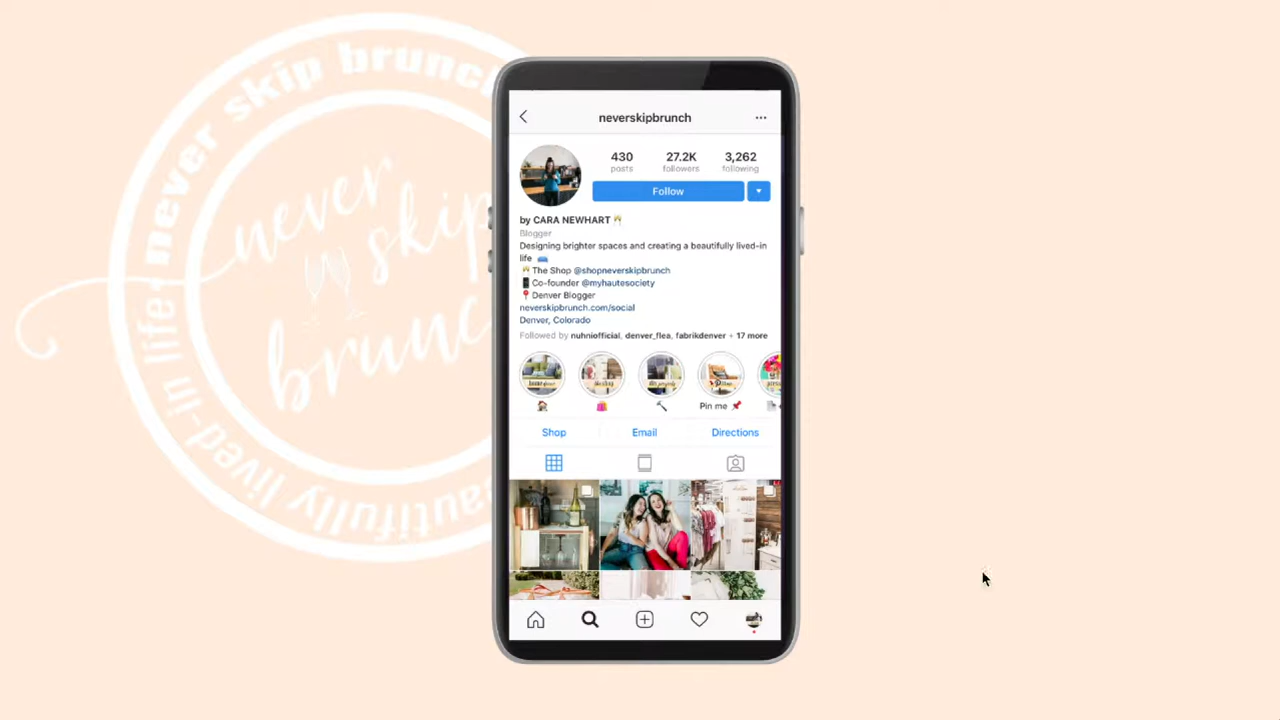 never skip brunch
beautifully lived-in life!
never
skip
brunch
neverskipbrunch
430
27.2K
3,262
posts
followers
following
Follow
by CARA NEWHART 🥂
Blogger
Designing brighter spaces and creating a beautifully lived-in
life 🛋️
🥂 The Shop @shopneverskipbrunch
📱 Co-founder @myhautesociety
📍 Denver Blogger
neverskipbrunch.com/social
Denver, Colorado
Followed by nuhniofficial, denver_flea, fabrikdenver + 17 more
Pin me 📌
Shop
Email
Directions